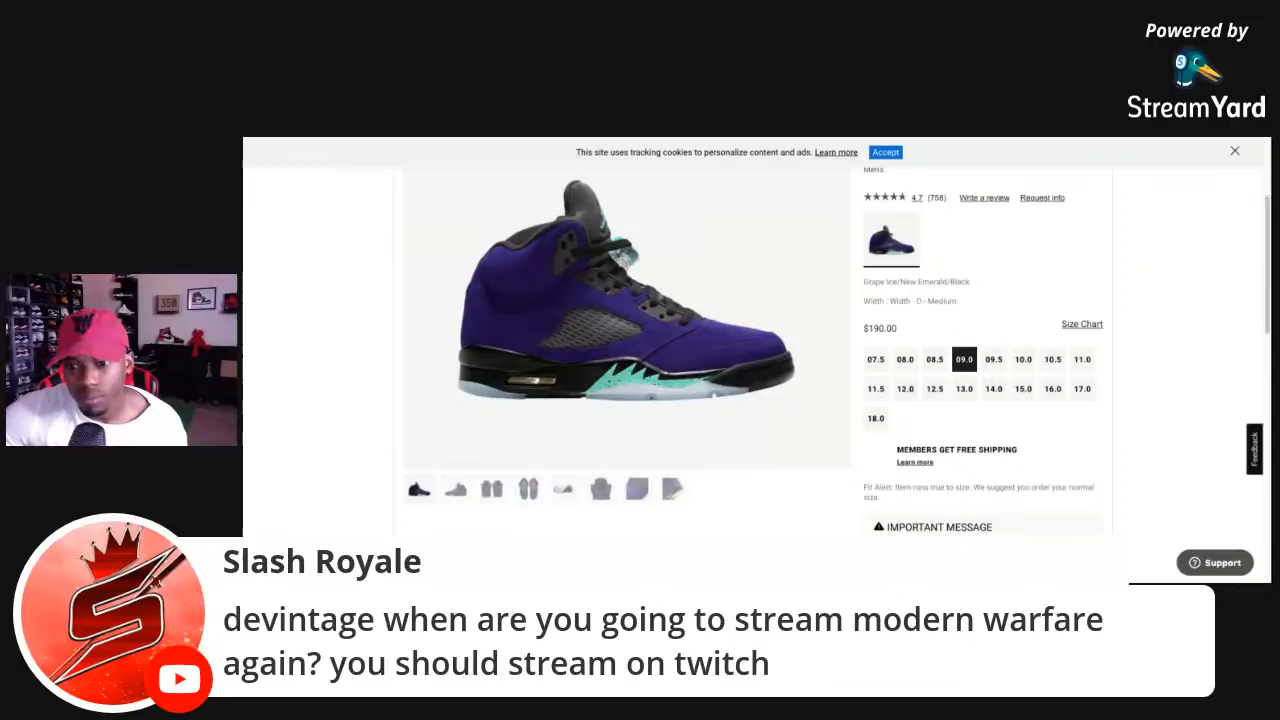 Powered by
StreamYard
This site uses tracking cookies to personalize content and ads. Learn more
Accept
Mens
4.7 (758) Write a review Request info
Grape Ice/New Emerald/Black
Width : Width - D - Medium
$190.00
Size Chart
07.5 08.0 08.5 09.0 09.5 10.0 10.5 11.0
11.5 12.0 12.5 13.0 14.0 15.0 16.0 17.0
18.0
MEMBERS GET FREE SHIPPING
Learn more
Fit Alert: Item runs true to size. We suggest you order your normal
size.
IMPORTANT MESSAGE
Feedback
Support
350
Slash Royale
devintage when are you going to stream modern warfare
again? you should stream on twitch